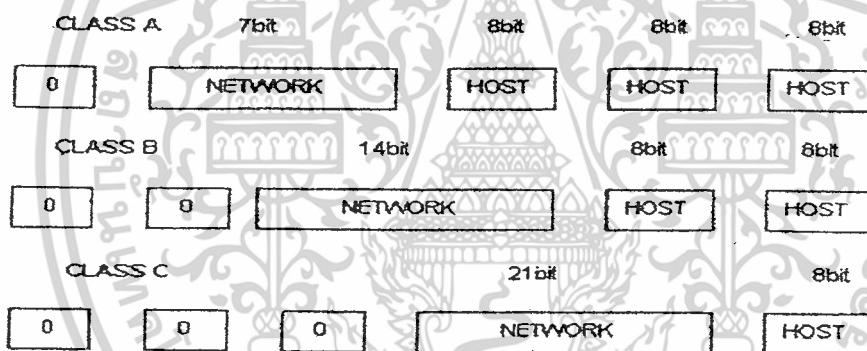 CLASS A 7bit 8bit 8bit 8bit
0 NETWORK HOST HOST HOST
CLASS B 14bit 8bit 8bit
0 0 NETWORK HOST HOST
CLASS C 21bit 8bit
0 0 0 NETWORK HOST